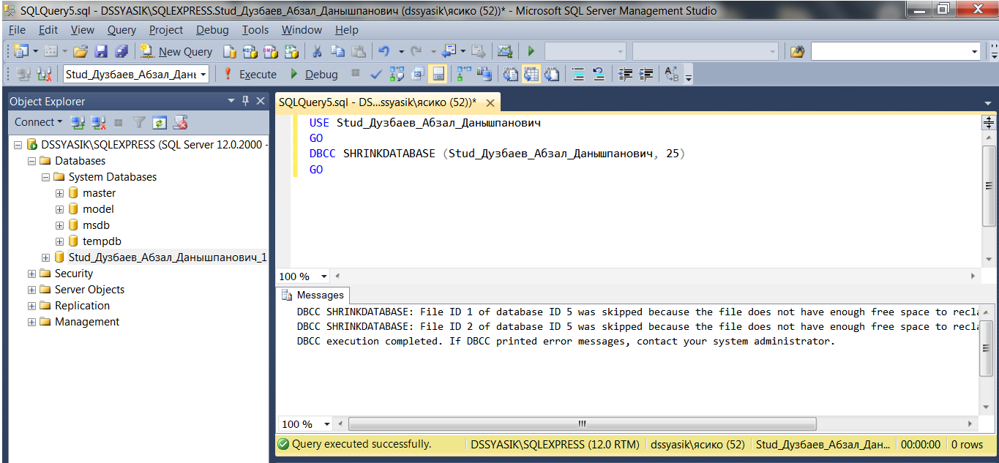 SQLQuery5.sql - DSSYASIK\SQLEXPRESS.Stud_Дузбаев_Абзал_Данышпанович (dssyasik\ясико (52))* - Microsoft SQL Server Management Studio
File Edit View Query Project Debug Tools Window Help
New Query
Stud_Дузбаев_Абзал_Даны Execute Debug
Object Explorer
Connect
DSSYASIK\SQLEXPRESS (SQL Server 12.0.2000 -
Databases
System Databases
master
model
msdb
tempdb
Stud_Дузбаев_Абзал_Данышпанович_1
Security
Server Objects
Replication
Management
SQLQuery5.sql - DS...ssyasik\ясико (52))*
USE Stud_Дузбаев_Абзал_Данышпанович
GO
DBCC SHRINKDATABASE (Stud_Дузбаев_Абзал_Данышпанович, 25)
GO
100 %
Messages
DBCC SHRINKDATABASE: File ID 1 of database ID 5 was skipped because the file does not have enough free space to recla
DBCC SHRINKDATABASE: File ID 2 of database ID 5 was skipped because the file does not have enough free space to recla
DBCC execution completed. If DBCC printed error messages, contact your system administrator.
100 %
Query executed successfully. DSSYASIK\SQLEXPRESS (12.0 RTM) dssyasik\ясико (52) Stud_Дузбаев_Абзал_Дан... 00:00:00 0 rows